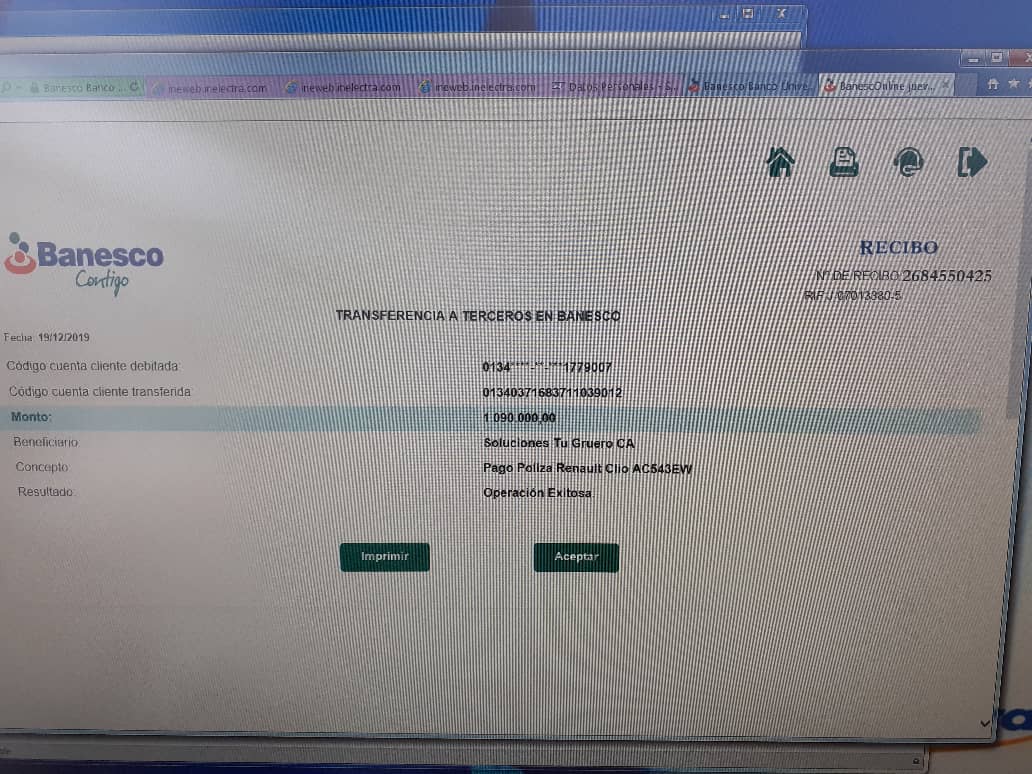 Banesco Banco ...
ineweb.inelectra.com
ineweb.inelectra.com
ineweb.inelectra.com
Datos Personales - S...
Banesco Banco Unive...
BanescOnline juev...
Banesco
Contigo
RECIBO
N° DE RECIBO 2684550425
RIF J-07013380-5
TRANSFERENCIA A TERCEROS EN BANESCO
Fecha: 19/12/2019
Código cuenta cliente debitada: 0134****-**-***1779007
Código cuenta cliente transferida: 01340371683711039012
Monto: 1.090.000,00
Beneficiario: Soluciones Tu Gruero CA
Concepto: Pago Poliza Renault Clio AC543EW
Resultado: Operación Exitosa
Imprimir
Aceptar